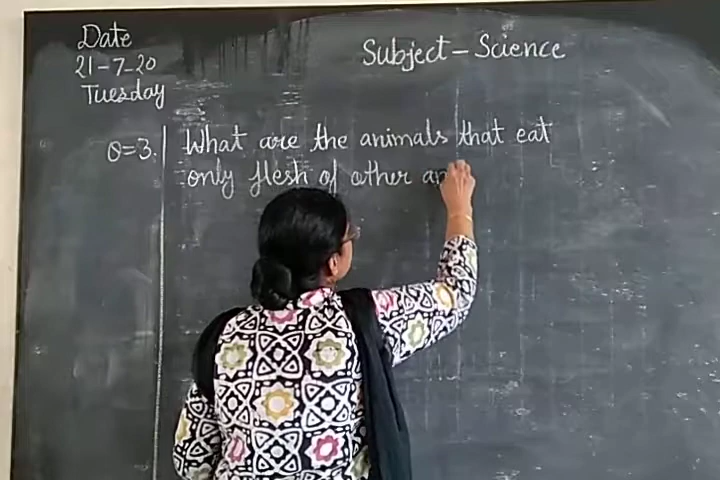 Date
21-7-20
Tuesday
Subject - Science
Q=3. What are the animals that eat
only flesh of other an